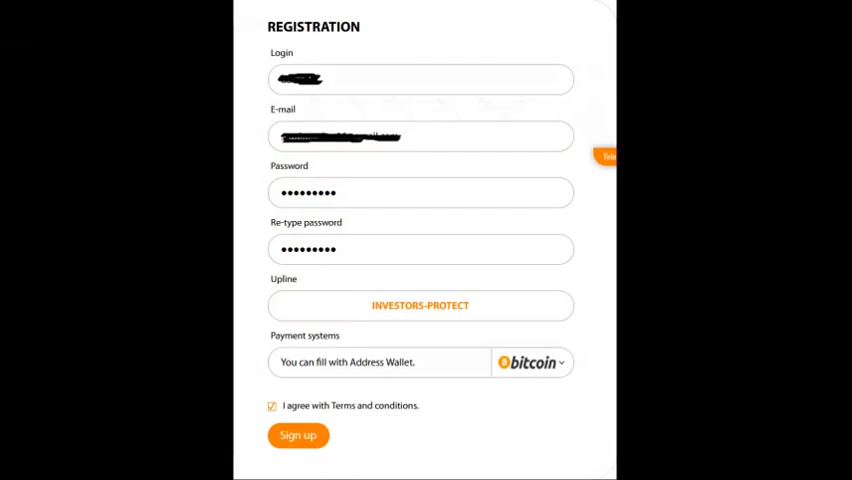 REGISTRATION
Login
E-mail
Password
Re-type password
Upline
INVESTORS-PROTECT
Payment systems
You can fill with Address Wallet. bitcoin
I agree with Terms and conditions.
Sign up
Tele